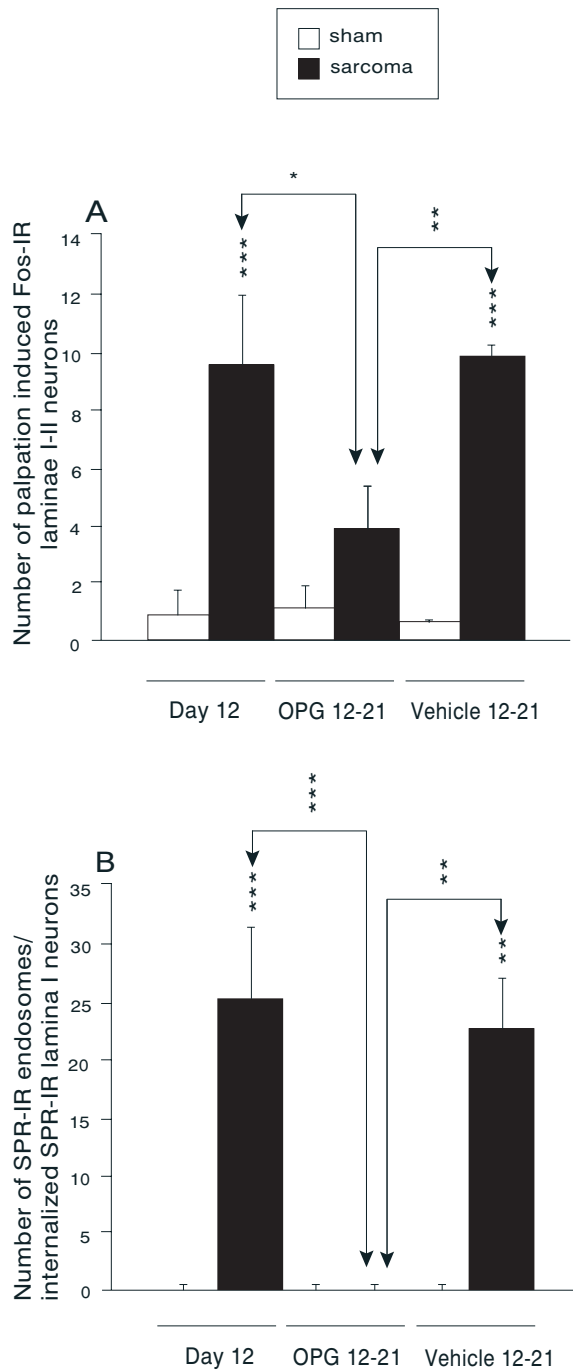 sham
sarcoma
*
**
A
Number of palpation induced Fos-IR
laminae I-II neurons
14
12
10
8
6
4
2
0
***
***
Day 12
OPG 12-21
Vehicle 12-21
***
**
B
Number of SPR-IR endosomes/
internalized SPR-IR lamina I neurons
35
30
25
20
15
10
5
0
***
**
Day 12
OPG 12-21
Vehicle 12-21